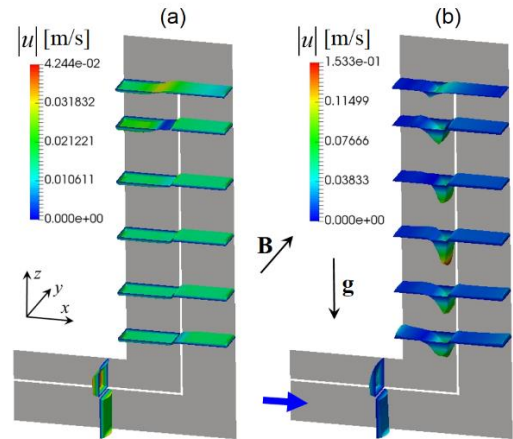 (a)
(b)
|u| [m/s]
4.244e-02
0.031832
0.021221
0.010611
0.000e+00
|u| [m/s]
1.533e-01
0.11499
0.07666
0.03833
0.000e+00
B
g
z
y
x